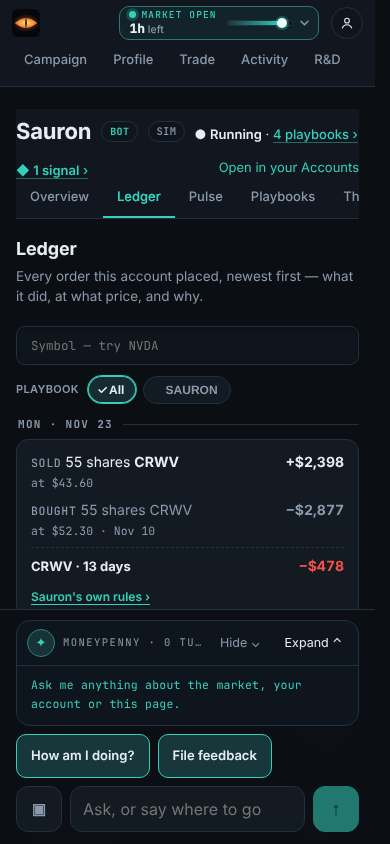 MARKET OPEN
1h left
Campaign Profile Trade Activity R&D
Sauron BOT SIM Running · 4 playbooks ›
1 signal › Open in your Accounts
Overview Ledger Pulse Playbooks Th
Ledger
Every order this account placed, newest first — what
it did, at what price, and why.
Symbol — try NVDA
PLAYBOOK ✓ All SAURON
MON · NOV 23
SOLD 55 shares CRWV +$2,398
at $43.60
BOUGHT 55 shares CRWV −$2,877
at $52.30 · Nov 10
CRWV · 13 days −$478
Sauron's own rules ›
MONEYPENNY · 0 TU… Hide Expand
Ask me anything about the market, your
account or this page.
How am I doing? File feedback
Ask, or say where to go